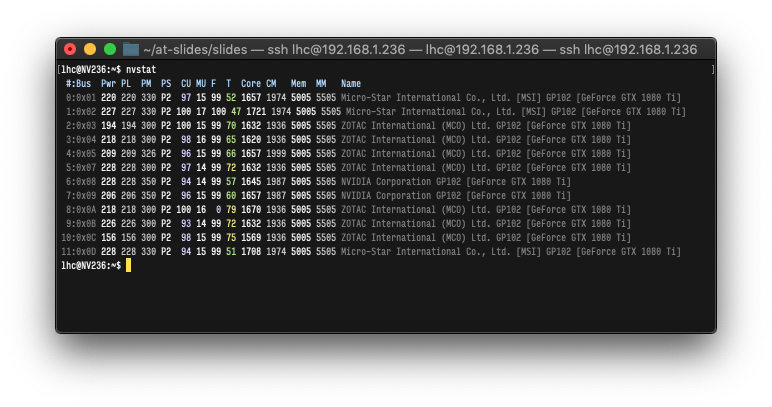 ~/at-slides/slides — ssh lhc@192.168.1.236 — lhc@192.168.1.236 — ssh lhc@192.168.1.236
[lhc@NV236:~$ nvstat ]
#:Bus Pwr PL PM PS CU MU F T Core CM Mem MM Name
0:0x01 220 220 330 P2 97 15 99 52 1657 1974 5005 5505 Micro-Star International Co., Ltd. [MSI] GP102 [GeForce GTX 1080 Ti]
1:0x02 227 227 330 P2 100 17 100 47 1721 1974 5005 5505 Micro-Star International Co., Ltd. [MSI] GP102 [GeForce GTX 1080 Ti]
2:0x03 194 194 300 P2 100 15 99 70 1632 1936 5005 5505 ZOTAC International (MCO) Ltd. GP102 [GeForce GTX 1080 Ti]
3:0x04 218 218 300 P2 98 16 99 65 1620 1936 5005 5505 ZOTAC International (MCO) Ltd. GP102 [GeForce GTX 1080 Ti]
4:0x05 209 209 326 P2 96 15 99 66 1657 1999 5005 5505 ZOTAC International (MCO) Ltd. GP102 [GeForce GTX 1080 Ti]
5:0x07 228 228 300 P2 97 14 99 72 1632 1936 5005 5505 ZOTAC International (MCO) Ltd. GP102 [GeForce GTX 1080 Ti]
6:0x08 228 228 350 P2 94 14 99 57 1645 1987 5005 5505 NVIDIA Corporation GP102 [GeForce GTX 1080 Ti]
7:0x09 206 206 350 P2 96 15 99 60 1657 1987 5005 5505 NVIDIA Corporation GP102 [GeForce GTX 1080 Ti]
8:0x0A 218 218 300 P2 100 16 0 79 1670 1936 5005 5505 ZOTAC International (MCO) Ltd. GP102 [GeForce GTX 1080 Ti]
9:0x0B 226 226 300 P2 93 14 99 72 1632 1936 5005 5505 ZOTAC International (MCO) Ltd. GP102 [GeForce GTX 1080 Ti]
10:0x0C 156 156 300 P2 98 15 99 75 1569 1936 5005 5505 ZOTAC International (MCO) Ltd. GP102 [GeForce GTX 1080 Ti]
11:0x0D 228 228 330 P2 94 15 99 51 1708 1974 5005 5505 Micro-Star International Co., Ltd. [MSI] GP102 [GeForce GTX 1080 Ti]
lhc@NV236:~$